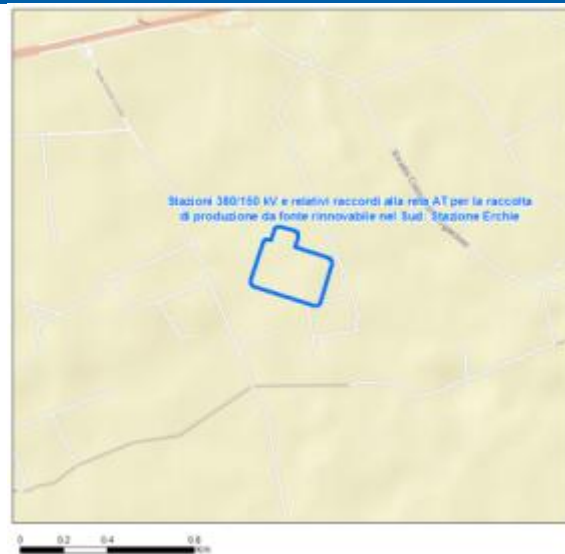 Stazioni 380/150 kV e relativi raccordi alla rete AT per la raccolta
di produzione da fonte rinnovabile nel Sud: Stazione Erchie
0 0,2 0,4 0,8
Km